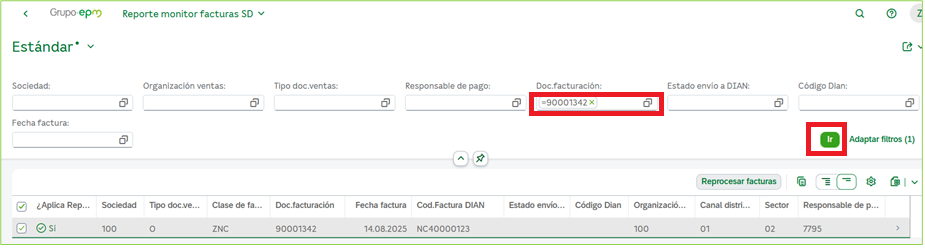 Grupo epm Reporte monitor facturas SD Z
Estándar*
Sociedad: Organización ventas: Tipo doc.ventas: Responsable de pago: Doc.facturación: Estado envío a DIAN: Código Dian:
=90001342
Fecha factura:
Ir Adaptar filtros (1)
Reprocesar facturas
¿Aplica Rep... Sociedad Tipo doc.ve... Clase de fa... Doc.facturación Fecha factura Cod.Factura DIAN Estado envío... Código Dian Organizació... Canal distri... Sector Responsable de p...
Si 100 O ZNC 90001342 14.08.2025 NC40000123 100 01 02 7795